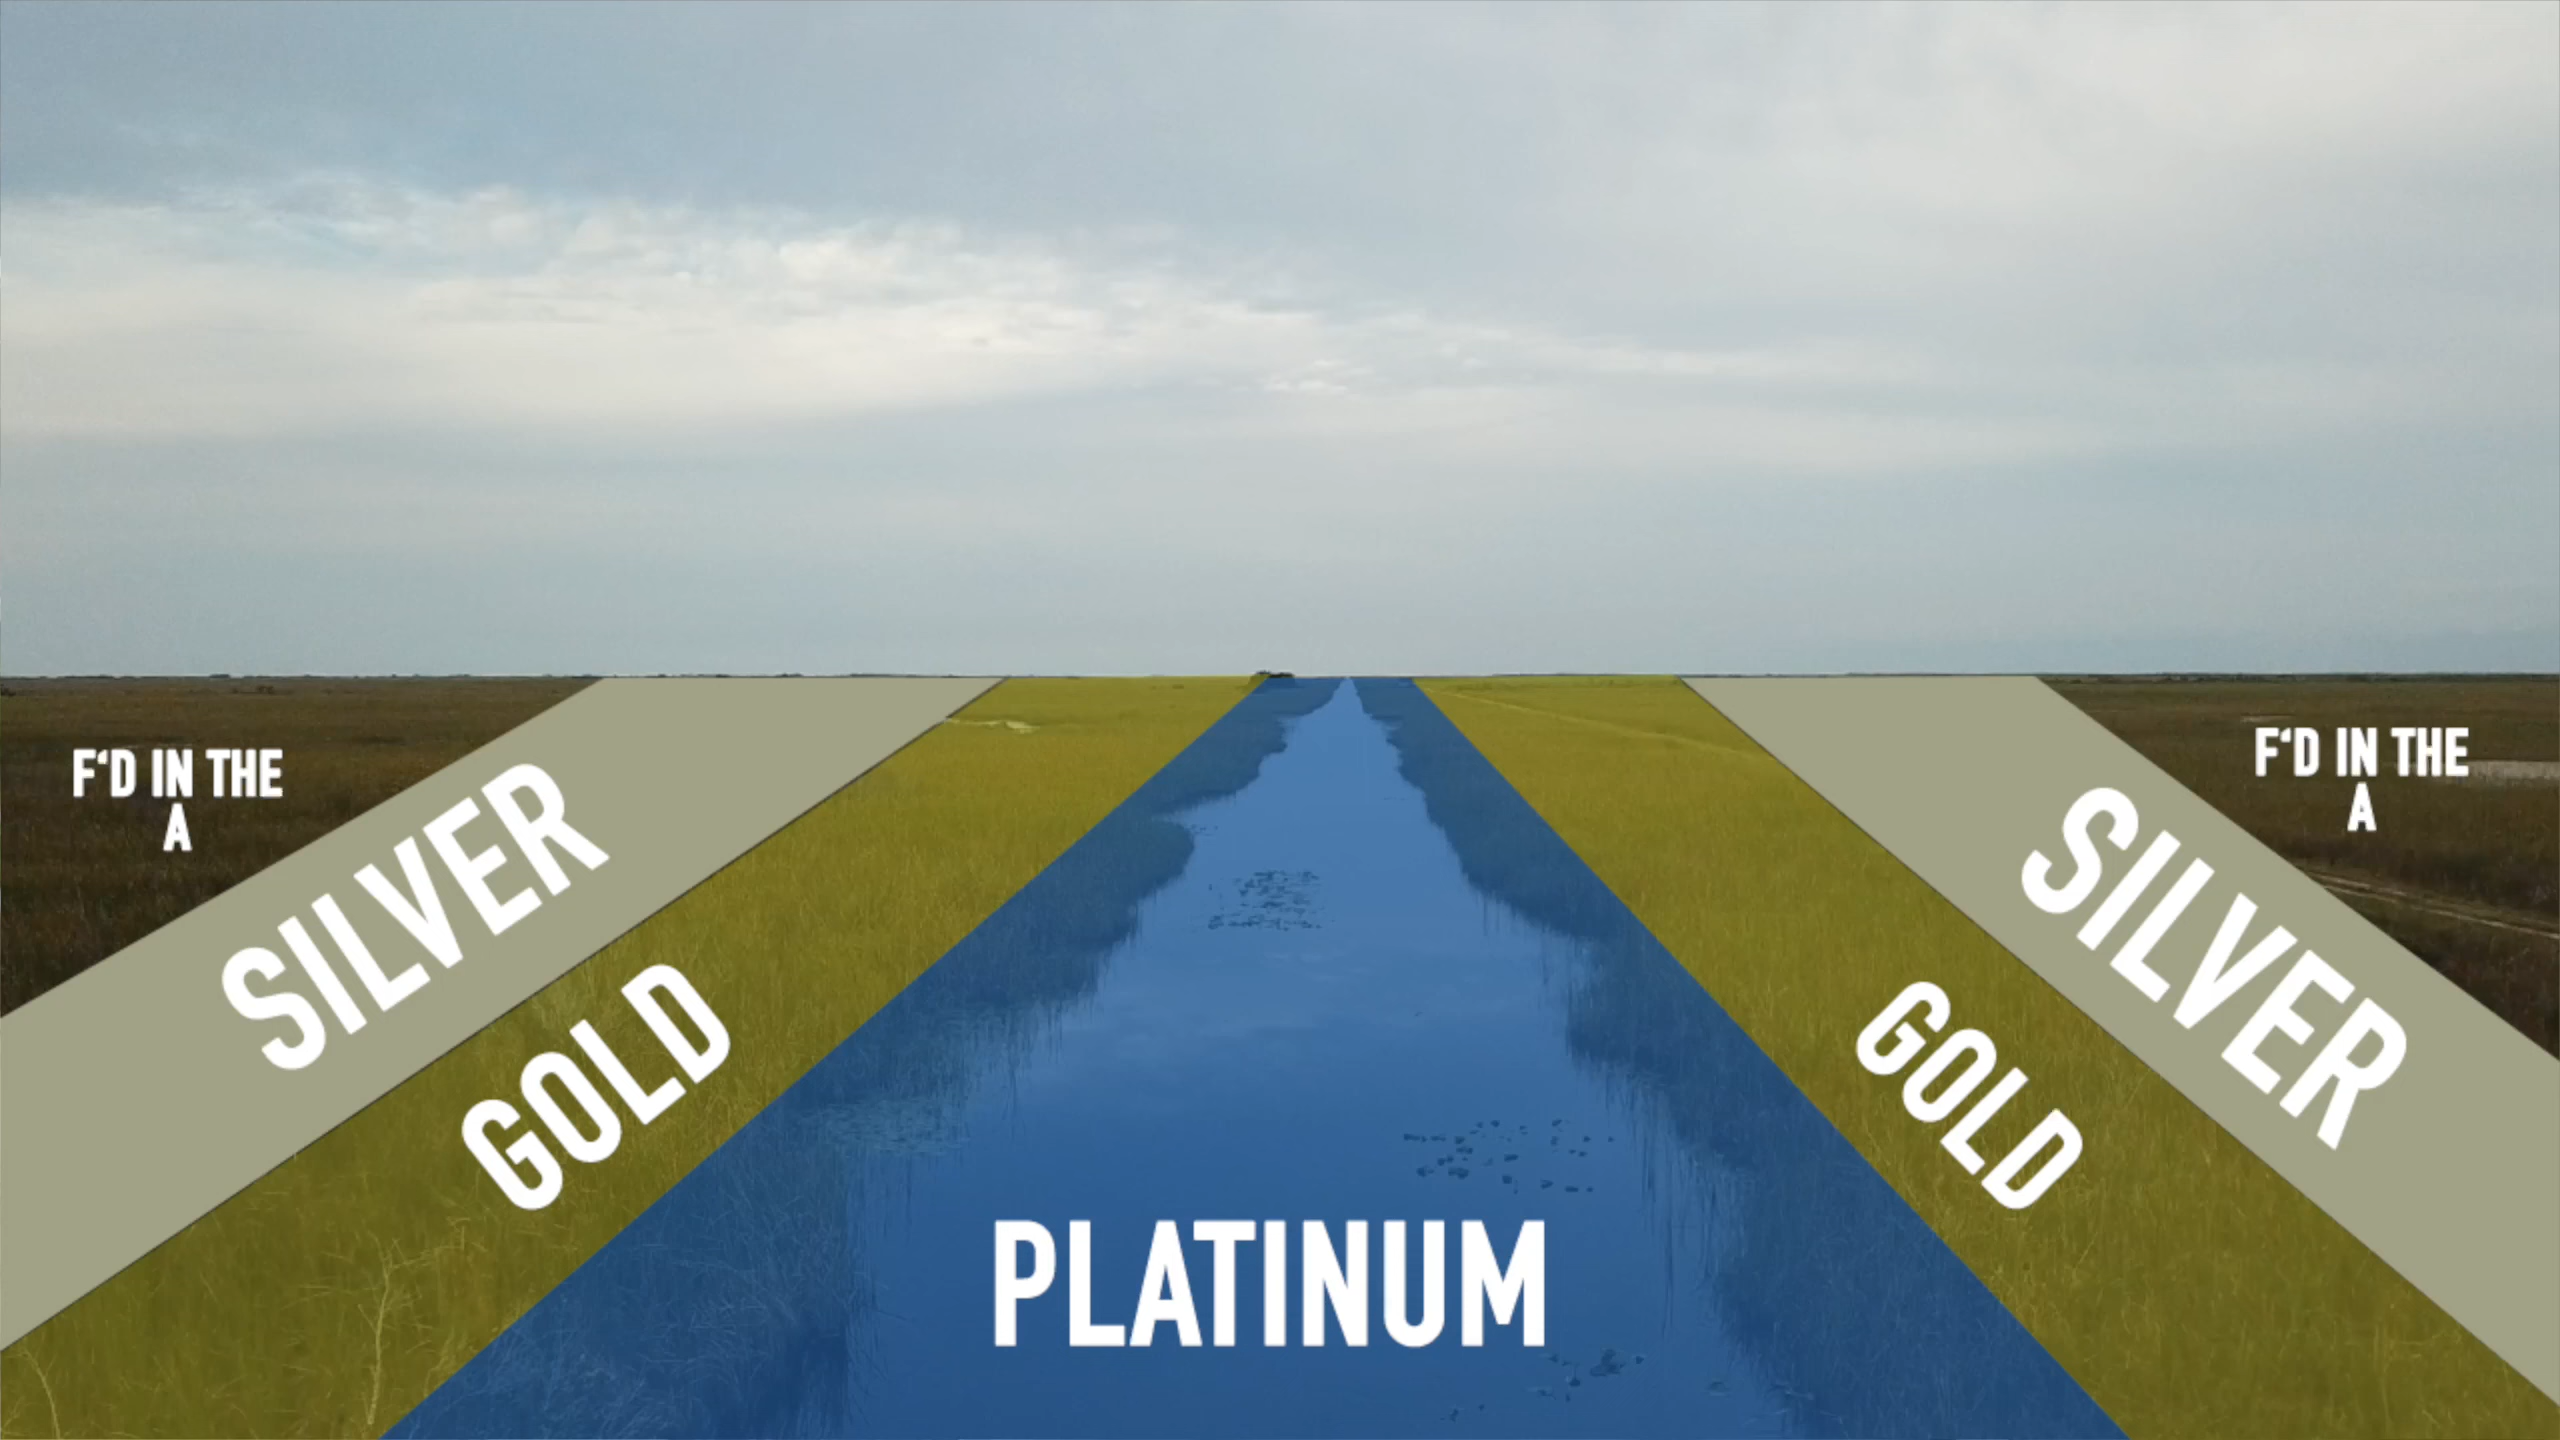 F‘D IN THE
A
SILVER
GOLD
PLATINUM
GOLD
SILVER
F‘D IN THE
A